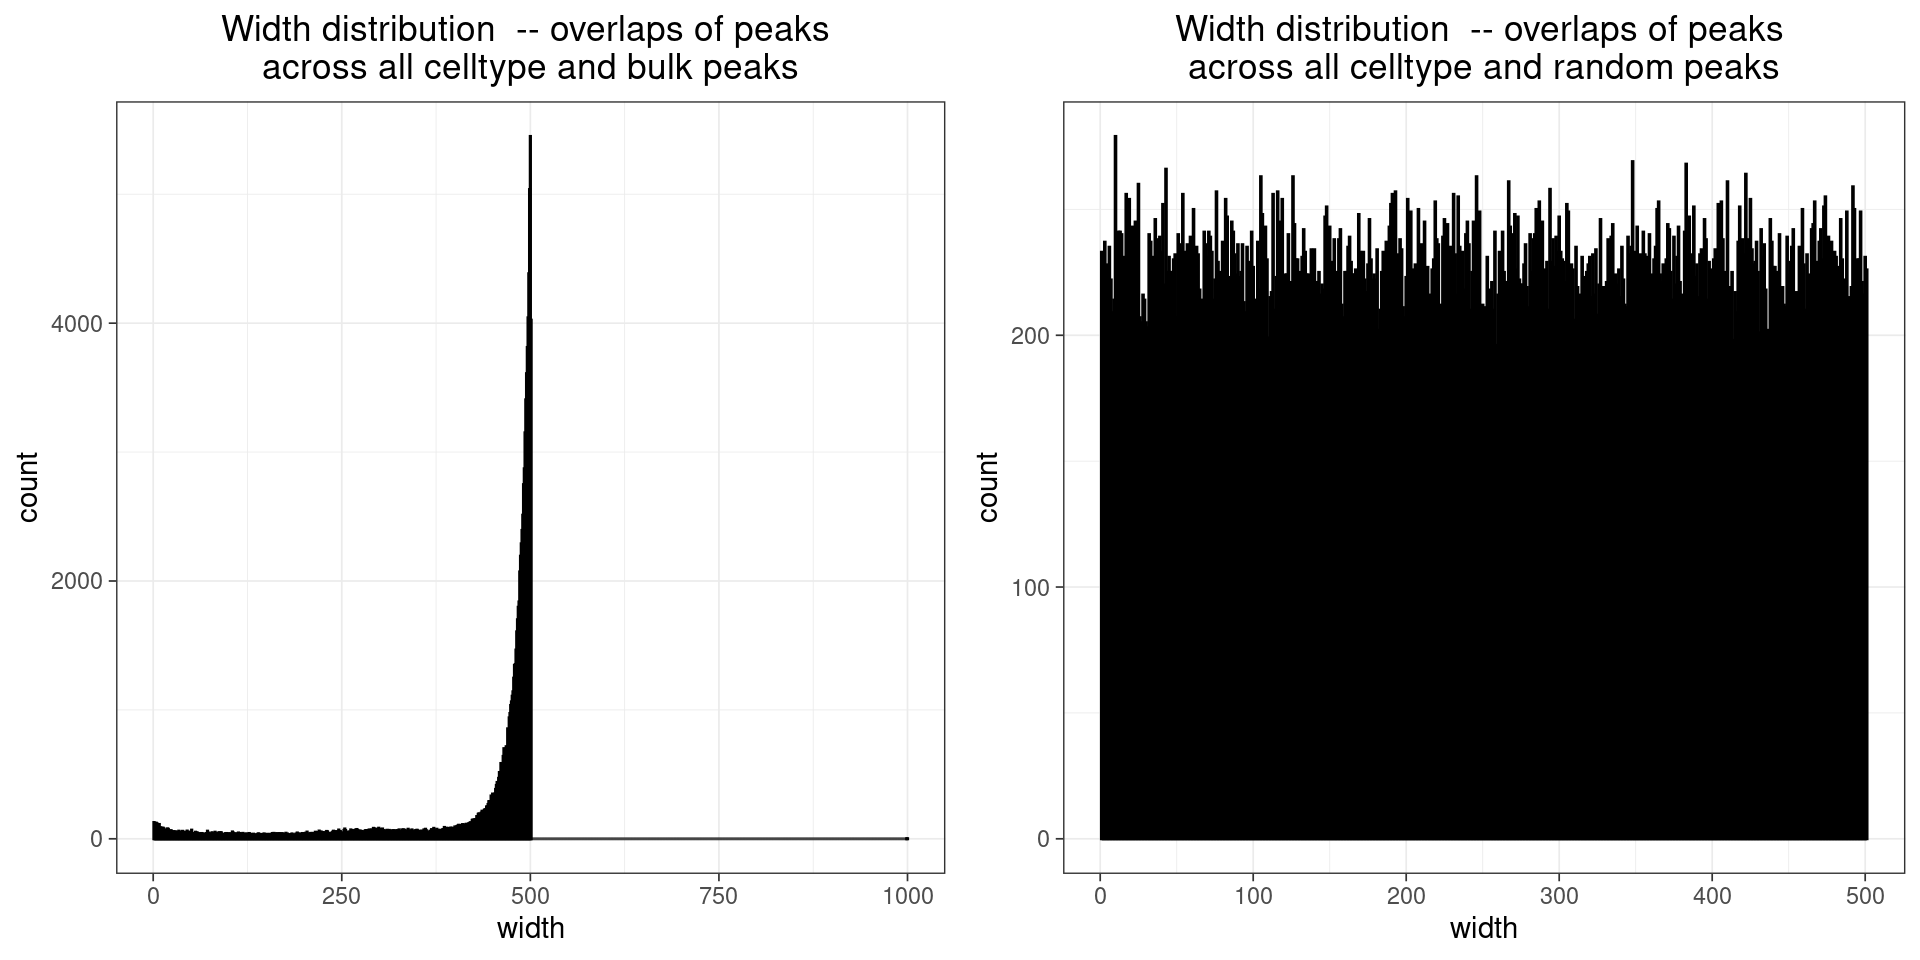 Width distribution  -- overlaps of peaks
across all celltype and bulk peaks
count
4000
2000
0
0 250 500 750 1000
width
Width distribution  -- overlaps of peaks
across all celltype and random peaks
count
200
100
0
0 100 200 300 400 500
width